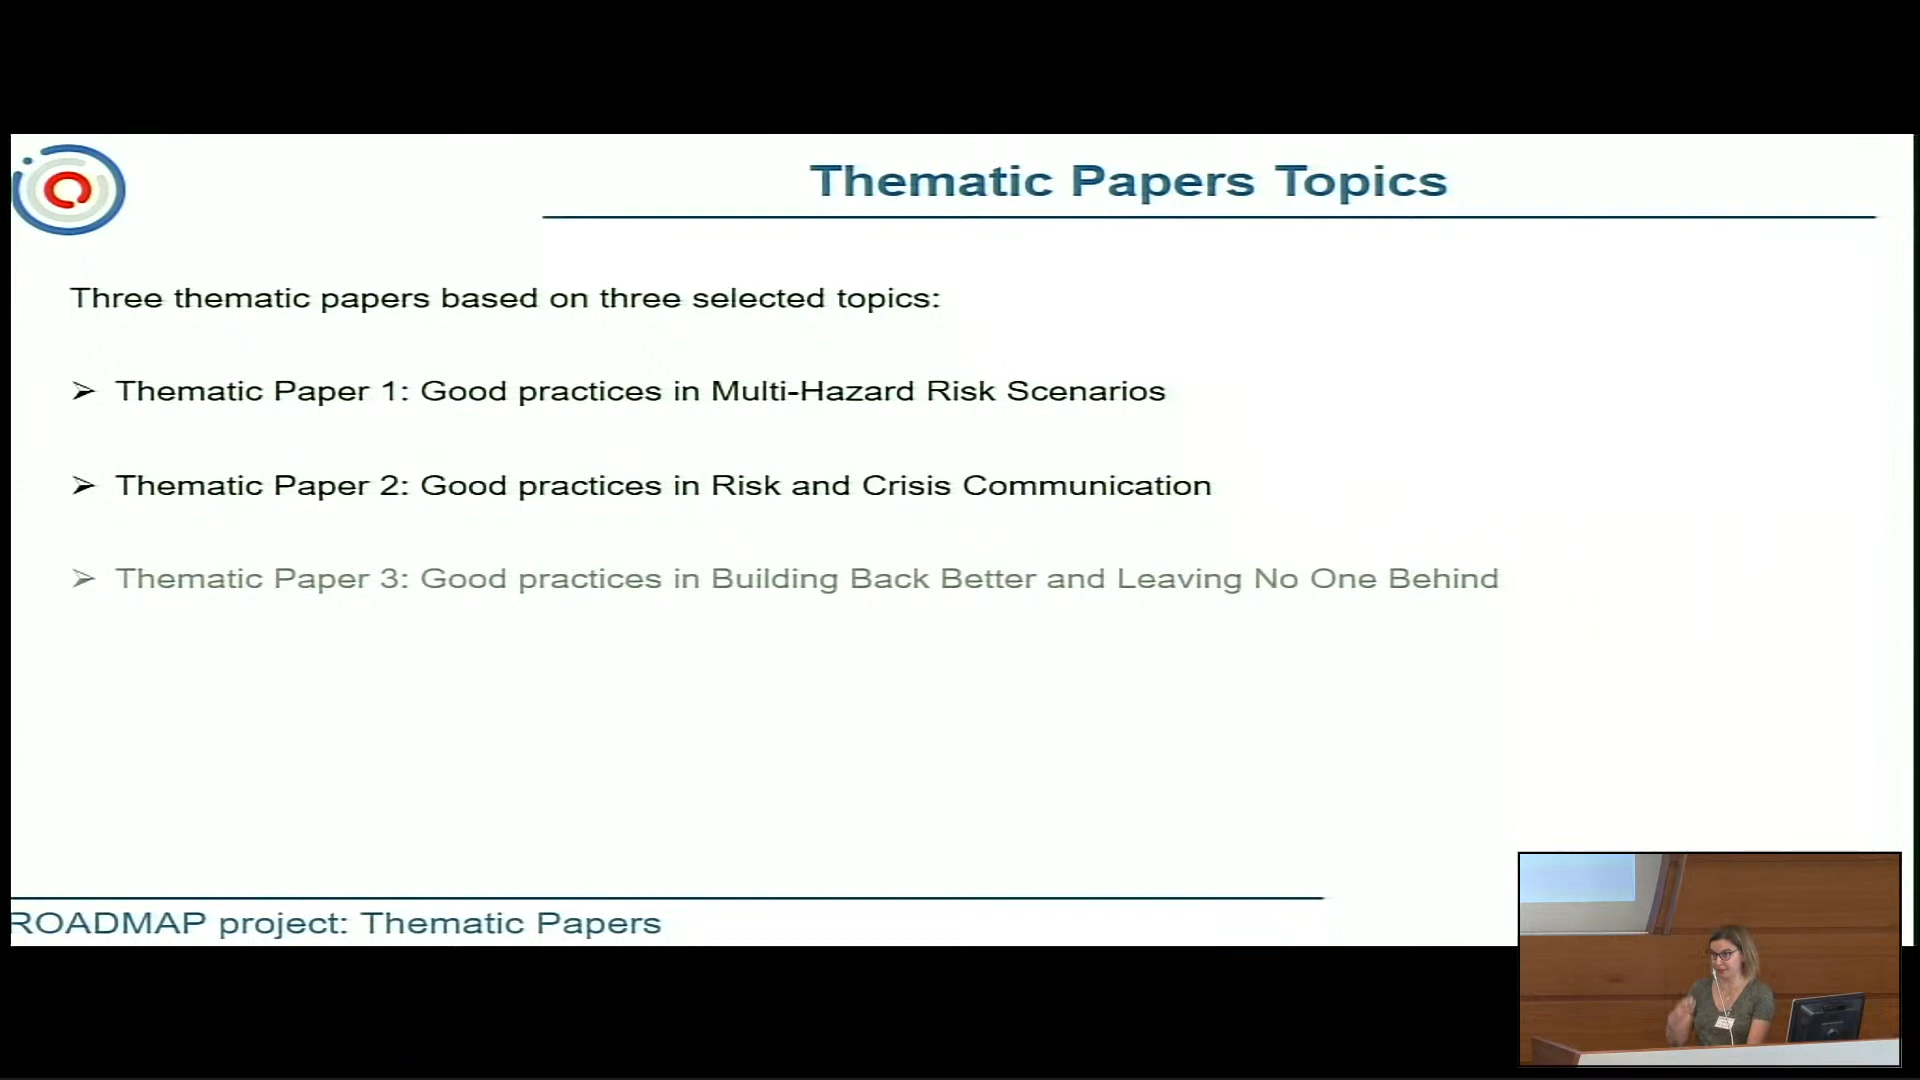 Thematic Papers Topics
Three thematic papers based on three selected topics:
➢ Thematic Paper 1: Good practices in Multi-Hazard Risk Scenarios
➢ Thematic Paper 2: Good practices in Risk and Crisis Communication
➢ Thematic Paper 3: Good practices in Building Back Better and Leaving No One Behind
ROADMAP project: Thematic Papers